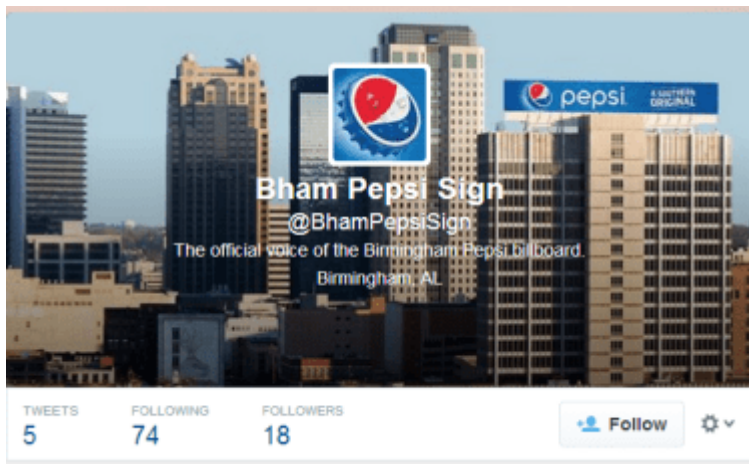 pepsi
A SOUTHERN
ORIGINAL
Bham Pepsi Sign
@BhamPepsiSign
The official voice of the Birmingham Pepsi billboard.
Birmingham, AL
TWEETS FOLLOWING FOLLOWERS
5 74 18
Follow